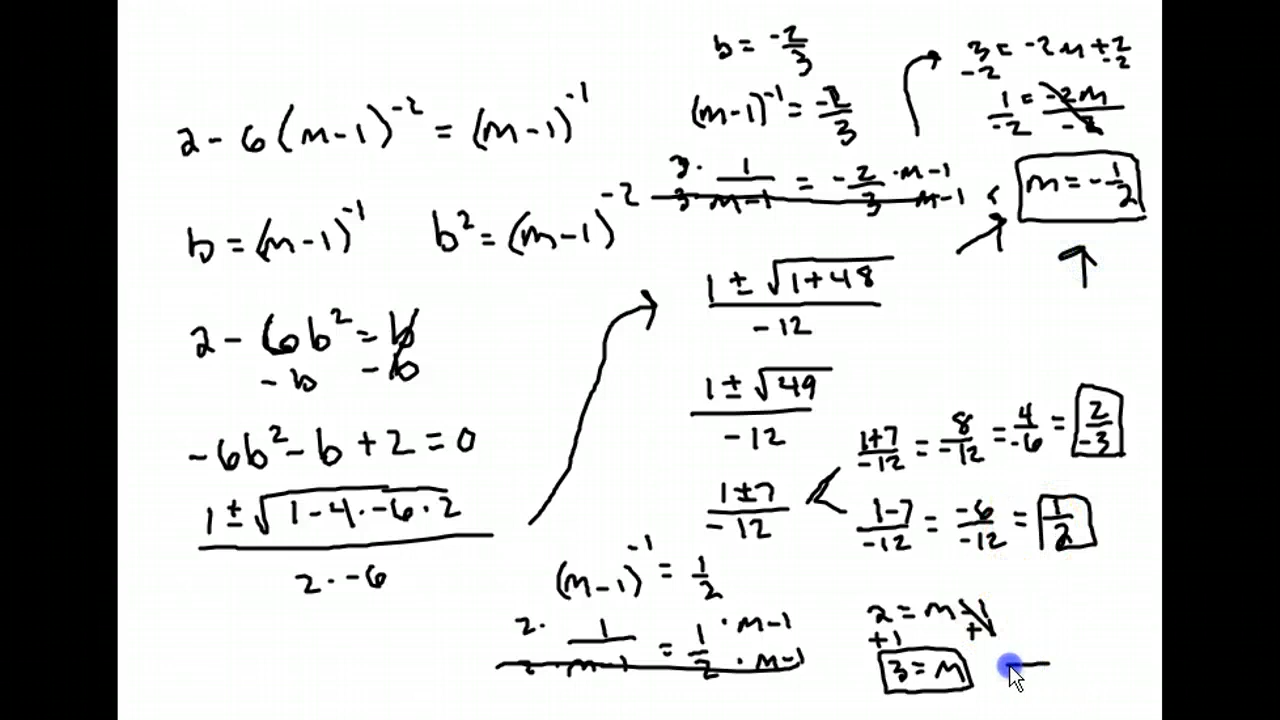 2 - 6(m-1)^-2 = (m-1)^-1
b = (m-1)^-1   b^2 = (m-1)^-2
2 - 6b^2 = b
- b   - b
-6b^2 - b + 2 = 0
1 ± √(1 - 4 · -6 · 2)
2 · -6
b = -2/3
(m-1)^-1 = -2/3
3 · 1 / 3 · m-1 = -2/3 · m-1 / m-1
3 = -2m + 2
-2   -2
1/-2 = -2m/-2
m = -1/2
1 ± √(1+48)
-12
1 ± √49
-12
1 ± 7
-12
1+7/-12 = 8/-12 = 4/-6 = 2/-3
1-7/-12 = -6/-12 = 1/2
(m-1)^-1 = 1/2
2 · 1 / 2 · m-1 = 1/2 · m-1 / · m-1
2 = m - 1
+1   +1
3 = m